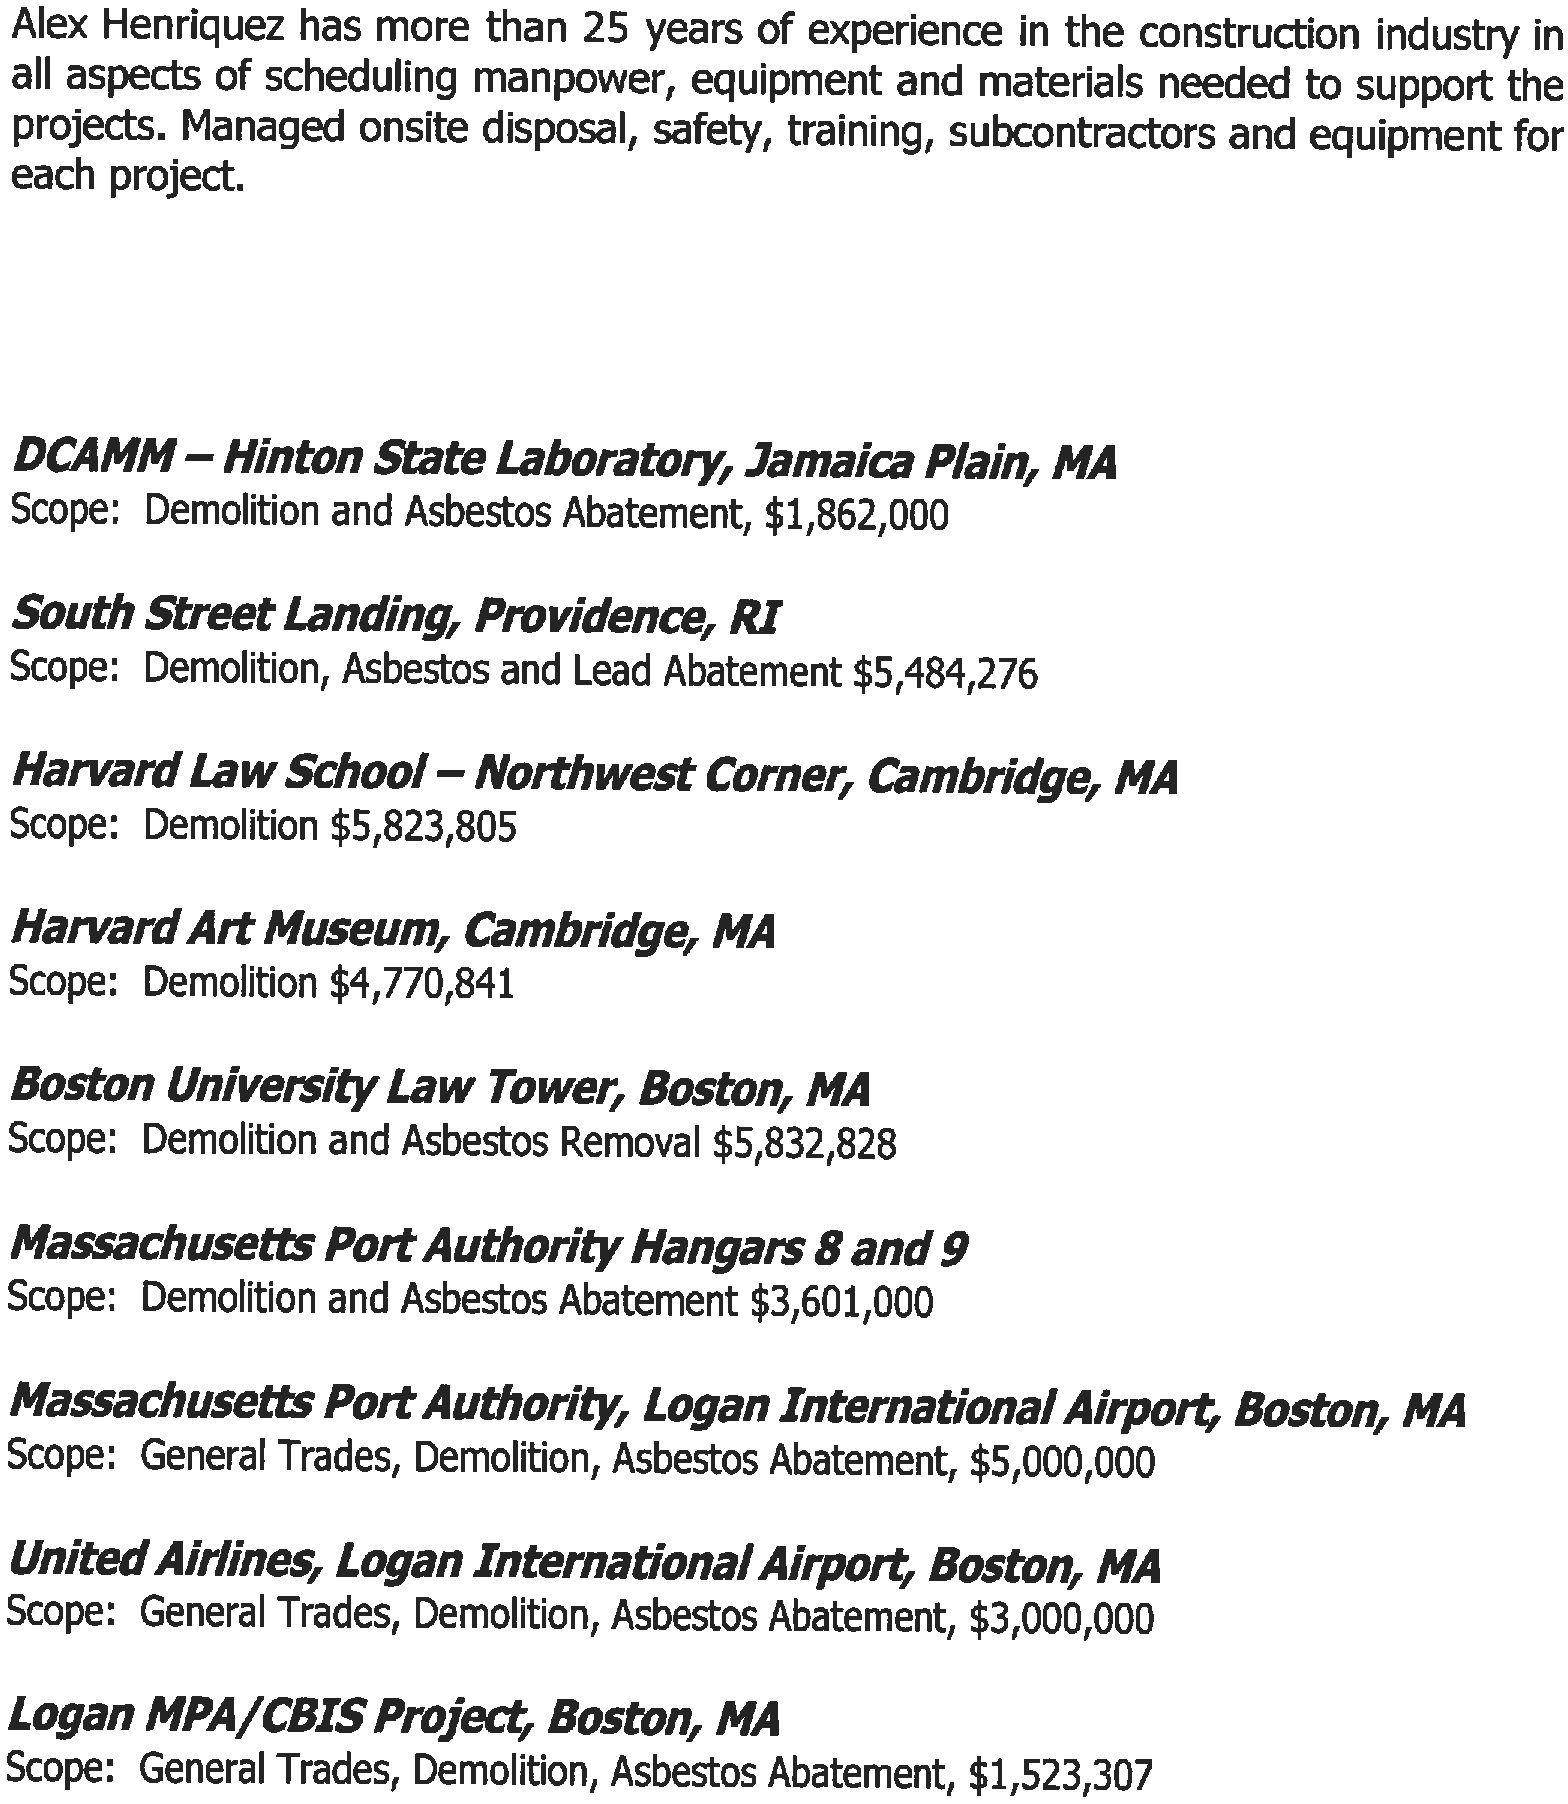 Alex Henriquez has more than 25 years of experience in the construction industry in
all aspects of scheduling manpower, equipment and materials needed to support the
projects. Managed onsite disposal, safety, training, subcontractors and equipment for
each project.
DCAMM – Hinton State Laboratory, Jamaica Plain, MA
Scope: Demolition and Asbestos Abatement, $1,862,000
South Street Landing, Providence, RI
Scope: Demolition, Asbestos and Lead Abatement $5,484,276
Harvard Law School – Northwest Corner, Cambridge, MA
Scope: Demolition $5,823,805
Harvard Art Museum, Cambridge, MA
Scope: Demolition $4,770,841
Boston University Law Tower, Boston, MA
Scope: Demolition and Asbestos Removal $5,832,828
Massachusetts Port Authority Hangars 8 and 9
Scope: Demolition and Asbestos Abatement $3,601,000
Massachusetts Port Authority, Logan International Airport, Boston, MA
Scope: General Trades, Demolition, Asbestos Abatement, $5,000,000
United Airlines, Logan International Airport, Boston, MA
Scope: General Trades, Demolition, Asbestos Abatement, $3,000,000
Logan MPA/CBIS Project, Boston, MA
Scope: General Trades, Demolition, Asbestos Abatement, $1,523,307